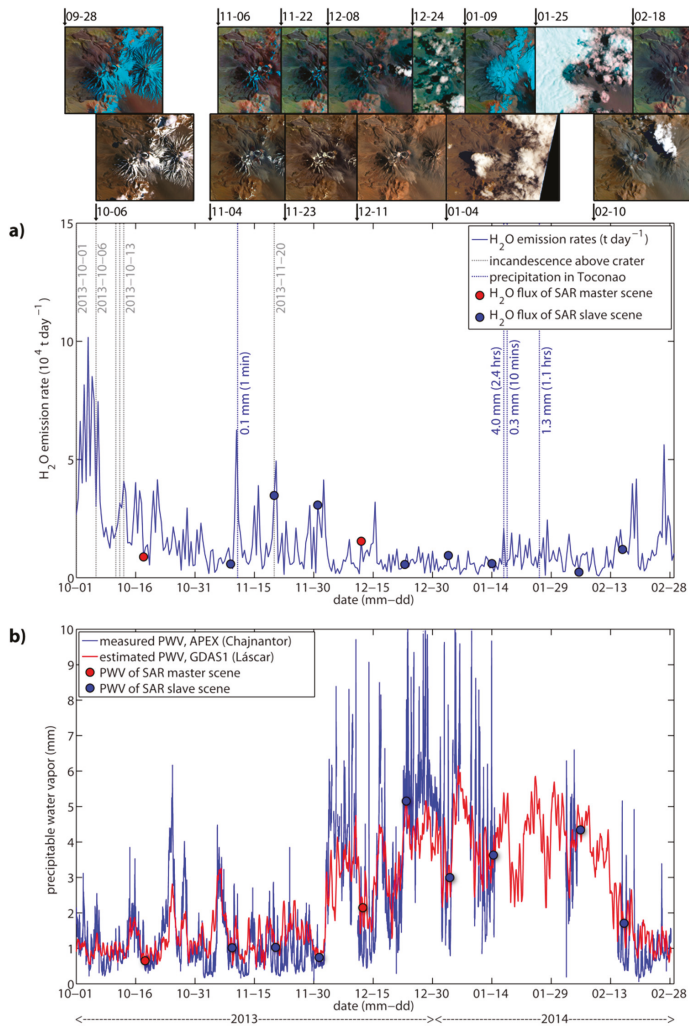 09-28
11-06
11-22
12-08
12-24
01-09
01-25
02-18
10-06
11-04
11-23
12-11
01-04
02-10
a)
15
10
5
0
H₂O emission rate (10⁴ t day⁻¹)
2013−10−01
2013−10−06
2013−10−13
2013−11−20
0.1 mm (1 min)
4.0 mm (2.4 hrs)
0.3 mm (10 mins)
1.3 mm (1.1 hrs)
H₂O emission rates (t day⁻¹)
incandescence above crater
precipitation in Toconao
H₂O flux of SAR master scene
H₂O flux of SAR slave scene
10−01 10−16 10−31 11−15 11−30 12−15 12−30 01−14 01−29 02−13 02−28
date (mm−dd)
b)
10
9
8
7
6
5
4
3
2
1
0
precipitable water vapor (mm)
measured PWV, APEX (Chajnantor)
estimated PWV, GDAS1 (Láscar)
PWV of SAR master scene
PWV of SAR slave scene
10−01 10−16 10−31 11−15 11−30 12−15 12−30 01−14 01−29 02−13 02−28
date (mm−dd)
2013 2014